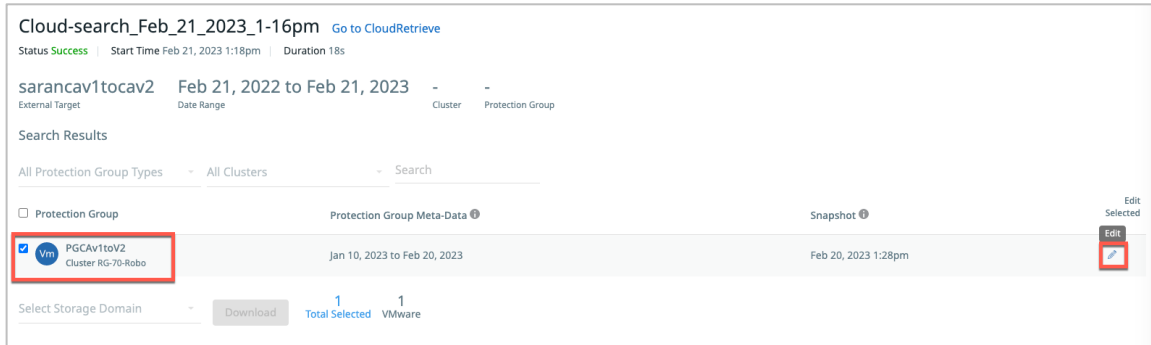 Cloud-search_Feb_21_2023_1-16pm Go to CloudRetrieve
Status Success Start Time Feb 21, 2023 1:18pm Duration 18s
sarancav1tocav2 Feb 21, 2022 to Feb 21, 2023 - -
External Target Date Range Cluster Protection Group
Search Results
All Protection Group Types All Clusters Search
Edit
Protection Group Protection Group Meta-Data Snapshot Selected
Edit
Vm PGCAv1toV2
Cluster RG-70-Robo Jan 10, 2023 to Feb 20, 2023 Feb 20, 2023 1:28pm
Select Storage Domain Download 1 1
Total Selected VMware